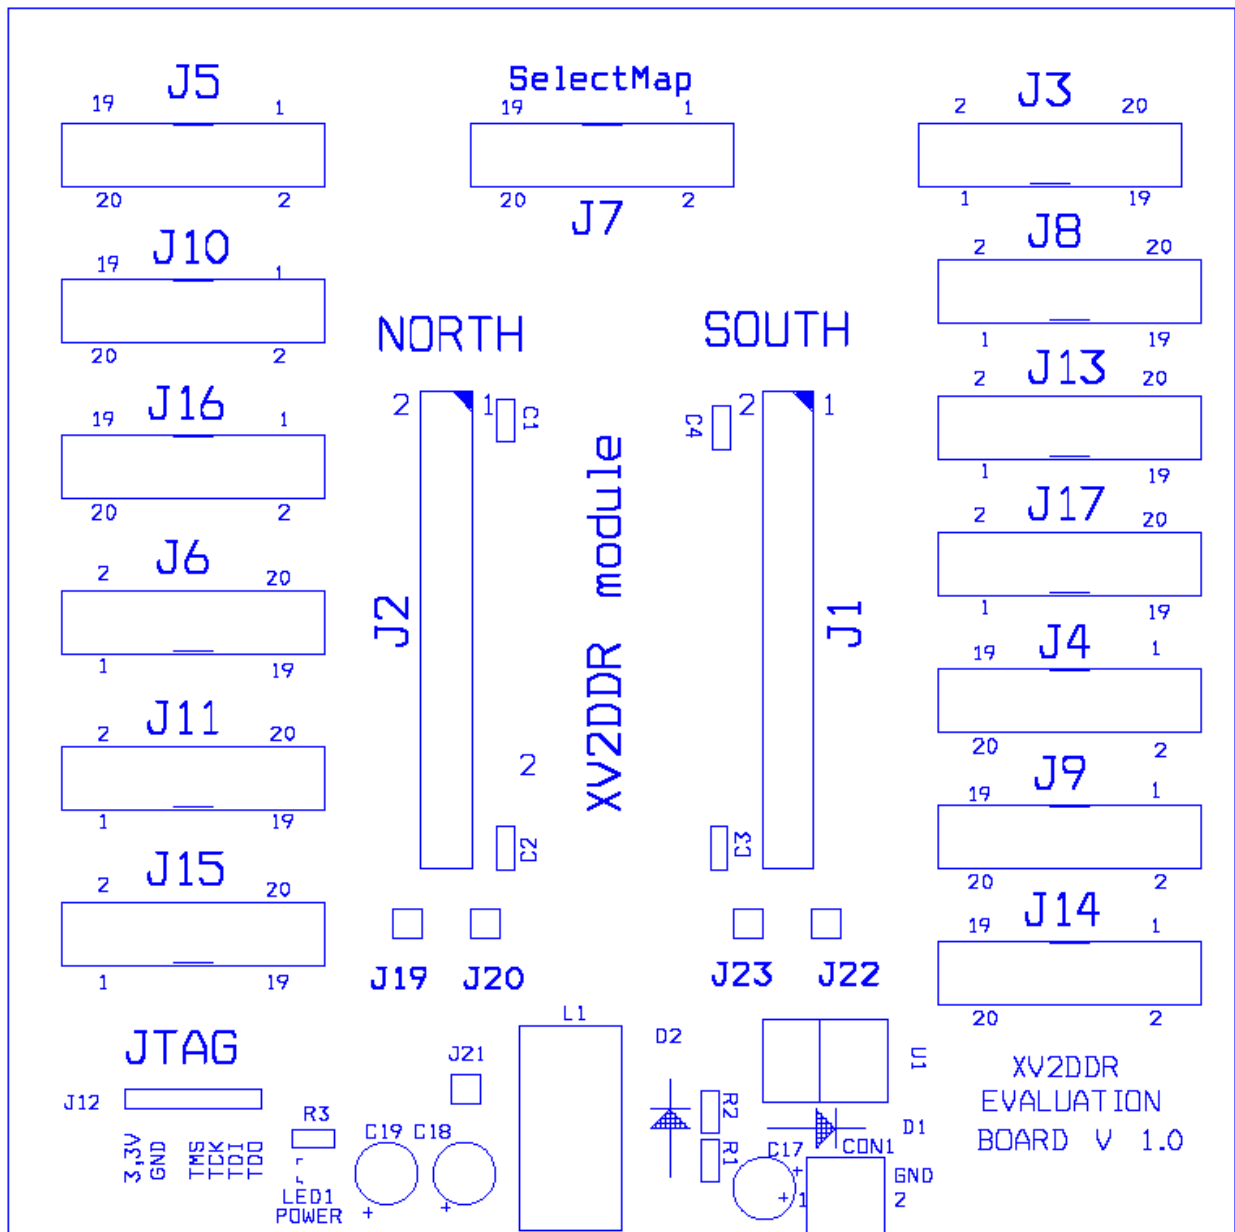 J5
19 1
20 2
SelectMap
19 1
20 2
J7
J3
2 20
1 19
J10
19 1
20 2
J8
2 20
1 19
NORTH
SOUTH
J16
19 1
20 2
J13
2 20
1 19
2 1
C1
C4
2 1
J6
2 20
1 19
J2
XV2DDR module
J1
J17
2 20
1 19
J4
19 1
20 2
J11
2 20
1 19
2
J9
19 1
20 2
C2
C3
J15
2 20
1 19
J14
19 1
20 2
J19
J20
J23
J22
JTAG
J12
3,3V
GND
TMS
TCK
TDI
TDO
R3
LED1
POWER
J21
C19
+
C18
+
L1
D2
R2
R1
U1
D1
C17
+
CON1
+ 1
GND
2
XV2DDR
EVALUATION
BOARD V 1.0